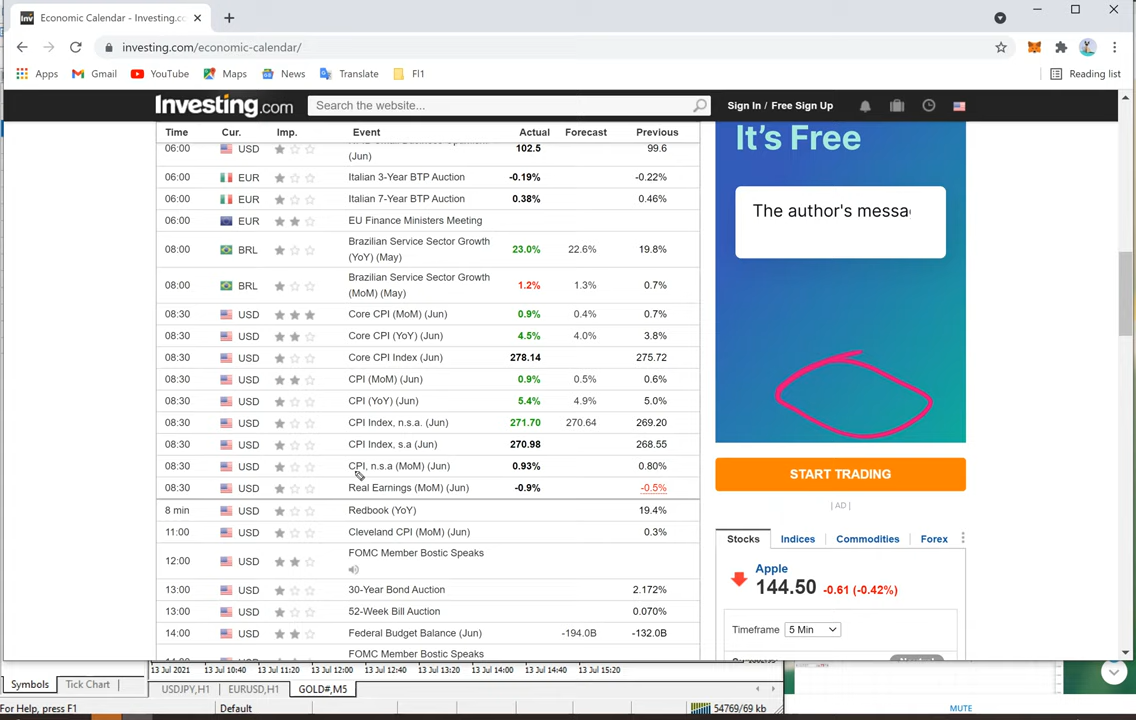 Economic Calendar - Investing.co
investing.com/economic-calendar/
Apps Gmail YouTube Maps News Translate FI1 Reading list
Investing.com Search the website... Sign In / Free Sign Up
Time Cur. Imp. Event Actual Forecast Previous
06:00 USD (Jun) 102.5 99.6
06:00 EUR Italian 3-Year BTP Auction -0.19% -0.22%
06:00 EUR Italian 7-Year BTP Auction 0.38% 0.46%
06:00 EUR EU Finance Ministers Meeting
08:00 BRL Brazilian Service Sector Growth (YoY) (May) 23.0% 22.6% 19.8%
08:00 BRL Brazilian Service Sector Growth (MoM) (May) 1.2% 1.3% 0.7%
08:30 USD Core CPI (MoM) (Jun) 0.9% 0.4% 0.7%
08:30 USD Core CPI (YoY) (Jun) 4.5% 4.0% 3.8%
08:30 USD Core CPI Index (Jun) 278.14 275.72
08:30 USD CPI (MoM) (Jun) 0.9% 0.5% 0.6%
08:30 USD CPI (YoY) (Jun) 5.4% 4.9% 5.0%
08:30 USD CPI Index, n.s.a. (Jun) 271.70 270.64 269.20
08:30 USD CPI Index, s.a (Jun) 270.98 268.55
08:30 USD CPI, n.s.a (MoM) (Jun) 0.93% 0.80%
08:30 USD Real Earnings (MoM) (Jun) -0.9% -0.5%
8 min USD Redbook (YoY) 19.4%
11:00 USD Cleveland CPI (MoM) (Jun) 0.3%
12:00 USD FOMC Member Bostic Speaks
13:00 USD 30-Year Bond Auction 2.172%
13:00 USD 52-Week Bill Auction 0.070%
14:00 USD Federal Budget Balance (Jun) -194.0B -132.0B
FOMC Member Bostic Speaks
It's Free
The author's messa
START TRADING
| AD |
Stocks Indices Commodities Forex
Apple
144.50 -0.61 (-0.42%)
Timeframe 5 Min
13 Jul 2021 13 Jul 10:40 13 Jul 11:20 13 Jul 12:00 13 Jul 12:40 13 Jul 13:20 13 Jul 14:00 13 Jul 14:40 13 Jul 15:20
Symbols Tick Chart USDJPY,H1 EURUSD,H1 GOLD#,M5
For Help, press F1 Default 54769/69 kb MUTE